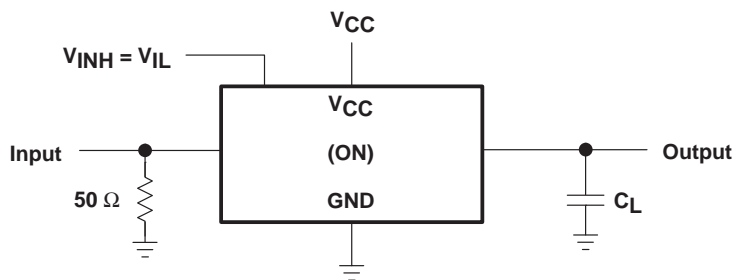 VCC
VINH = VIL
VCC
Input
(ON)
Output
50 Ω
GND
CL